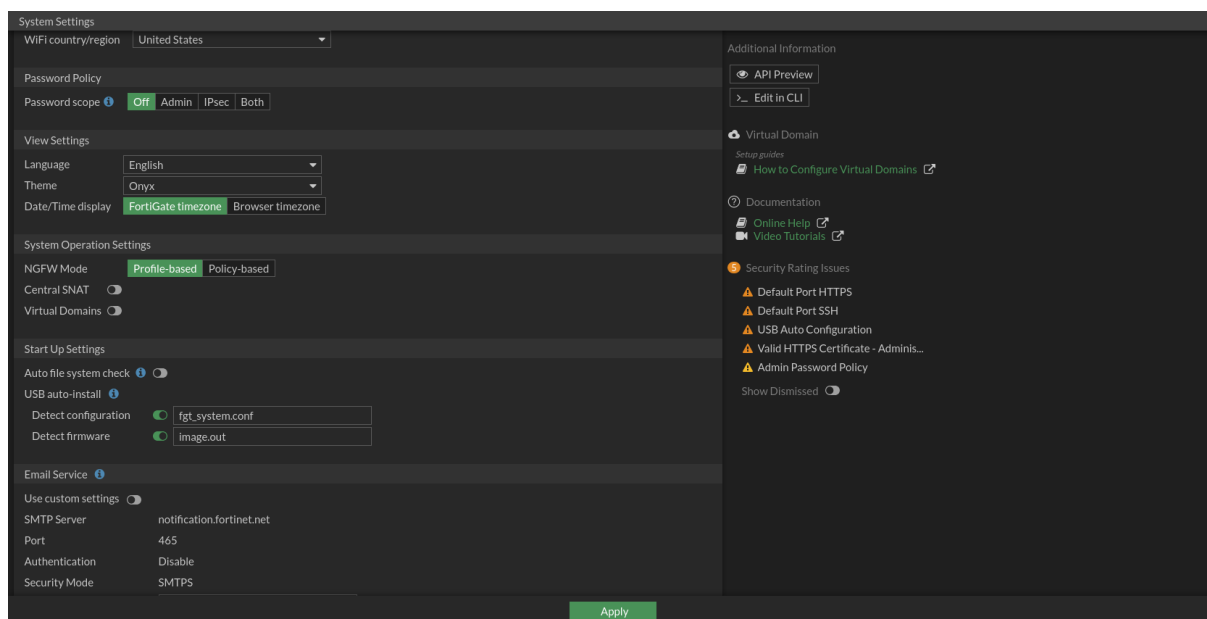 System Settings
WiFi country/region United States
Password Policy
Password scope Off Admin IPsec Both
View Settings
Language English
Theme Onyx
Date/Time display FortiGate timezone Browser timezone
System Operation Settings
NGFW Mode Profile-based Policy-based
Central SNAT
Virtual Domains
Start Up Settings
Auto file system check
USB auto-install
Detect configuration fgt_system.conf
Detect firmware image.out
Email Service
Use custom settings
SMTP Server notification.fortinet.net
Port 465
Authentication Disable
Security Mode SMTPS
Additional Information
API Preview
>_ Edit in CLI
Virtual Domain
Setup guides
How to Configure Virtual Domains
Documentation
Online Help
Video Tutorials
Security Rating Issues
Default Port HTTPS
Default Port SSH
USB Auto Configuration
Valid HTTPS Certificate - Adminis...
Admin Password Policy
Show Dismissed
Apply